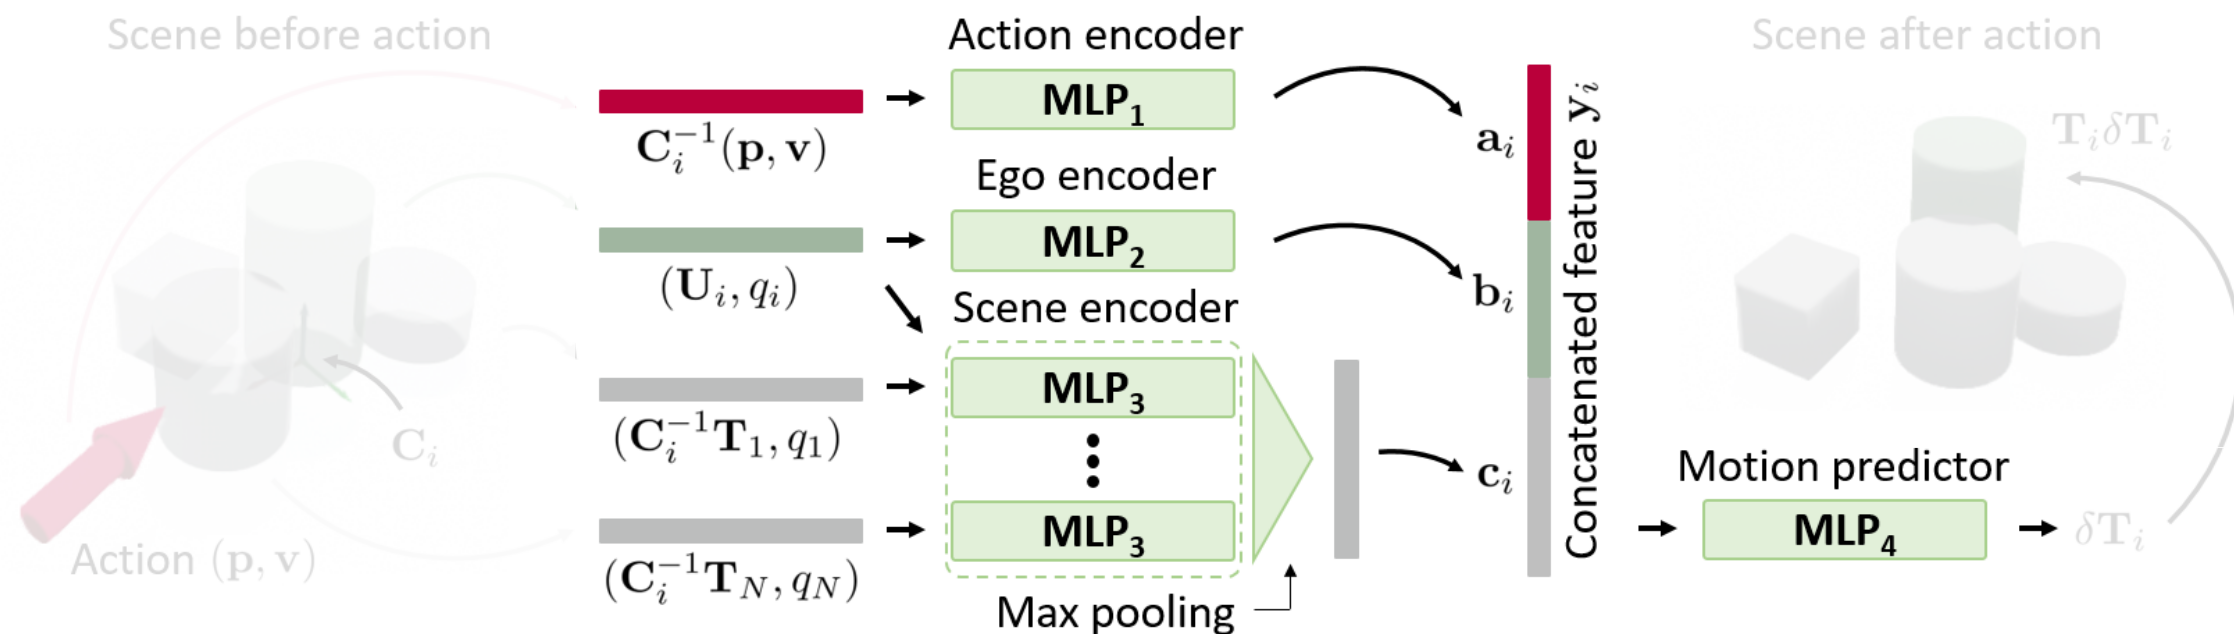 Scene before action
Action encoder
Scene after action
MLP₁
C_i^{-1}(p, v)
a_i
Concatenated feature y_i
T_iδT_i
Ego encoder
MLP₂
(U_i, q_i)
b_i
Scene encoder
MLP₃
(C_i^{-1}T_1, q_1)
C_i
c_i
Motion predictor
MLP₃
MLP₄
δT_i
Action (p, v)
(C_i^{-1}T_N, q_N)
Max pooling